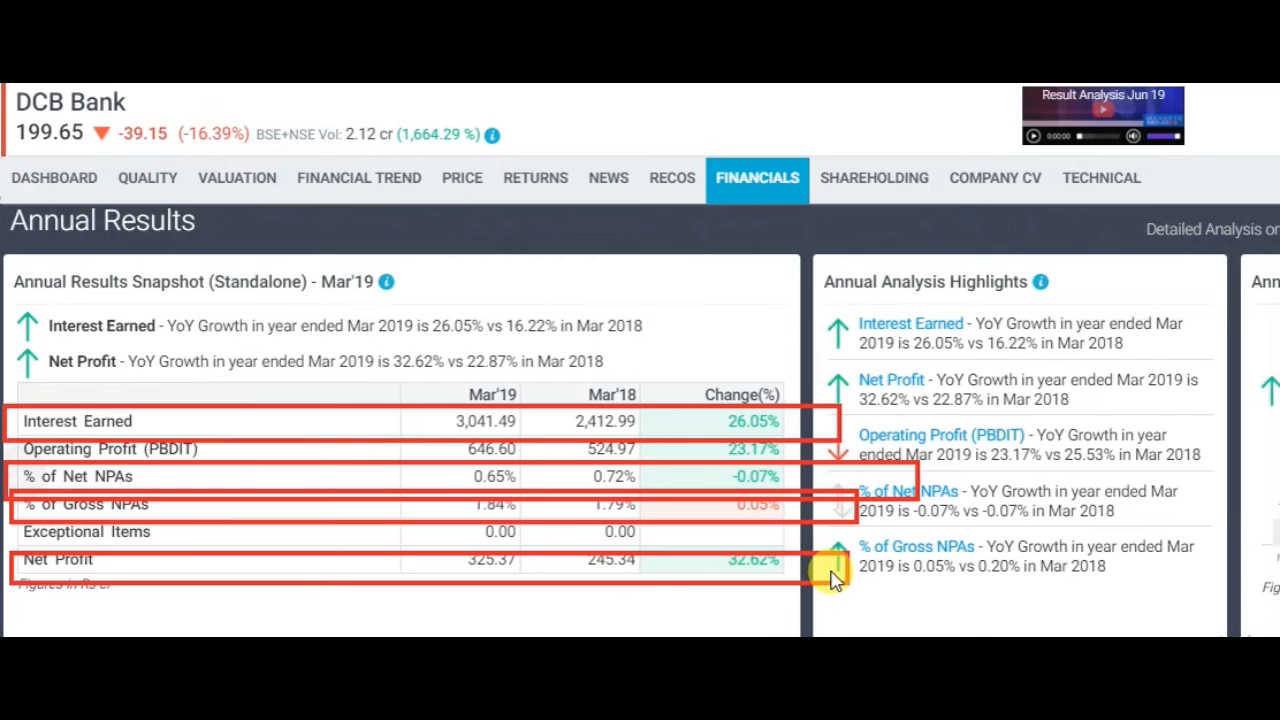 DCB Bank
199.65 -39.15 (-16.39%) BSE+NSE Vol: 2.12 cr (1,664.29 %)
Result Analysis Jun 19
0:00:00
DASHBOARD QUALITY VALUATION FINANCIAL TREND PRICE RETURNS NEWS RECOS FINANCIALS SHAREHOLDING COMPANY CV TECHNICAL
Annual Results
Detailed Analysis on
Annual Results Snapshot (Standalone) - Mar'19
Interest Earned - YoY Growth in year ended Mar 2019 is 26.05% vs 16.22% in Mar 2018
Net Profit - YoY Growth in year ended Mar 2019 is 32.62% vs 22.87% in Mar 2018
Mar'19 Mar'18 Change(%)
Interest Earned 3,041.49 2,412.99 26.05%
Operating Profit (PBDIT) 646.60 524.97 23.17%
% of Net NPAs 0.65% 0.72% -0.07%
% of Gross NPAs 1.84% 1.79% 0.05%
Exceptional Items 0.00 0.00
Net Profit 325.37 245.34 32.62%
Figures in Rs cr
Annual Analysis Highlights
Interest Earned - YoY Growth in year ended Mar
2019 is 26.05% vs 16.22% in Mar 2018
Net Profit - YoY Growth in year ended Mar 2019 is
32.62% vs 22.87% in Mar 2018
Operating Profit (PBDIT) - YoY Growth in year
ended Mar 2019 is 23.17% vs 25.53% in Mar 2018
% of Net NPAs - YoY Growth in year ended Mar
2019 is -0.07% vs -0.07% in Mar 2018
% of Gross NPAs - YoY Growth in year ended Mar
2019 is 0.05% vs 0.20% in Mar 2018
Ann
Fig